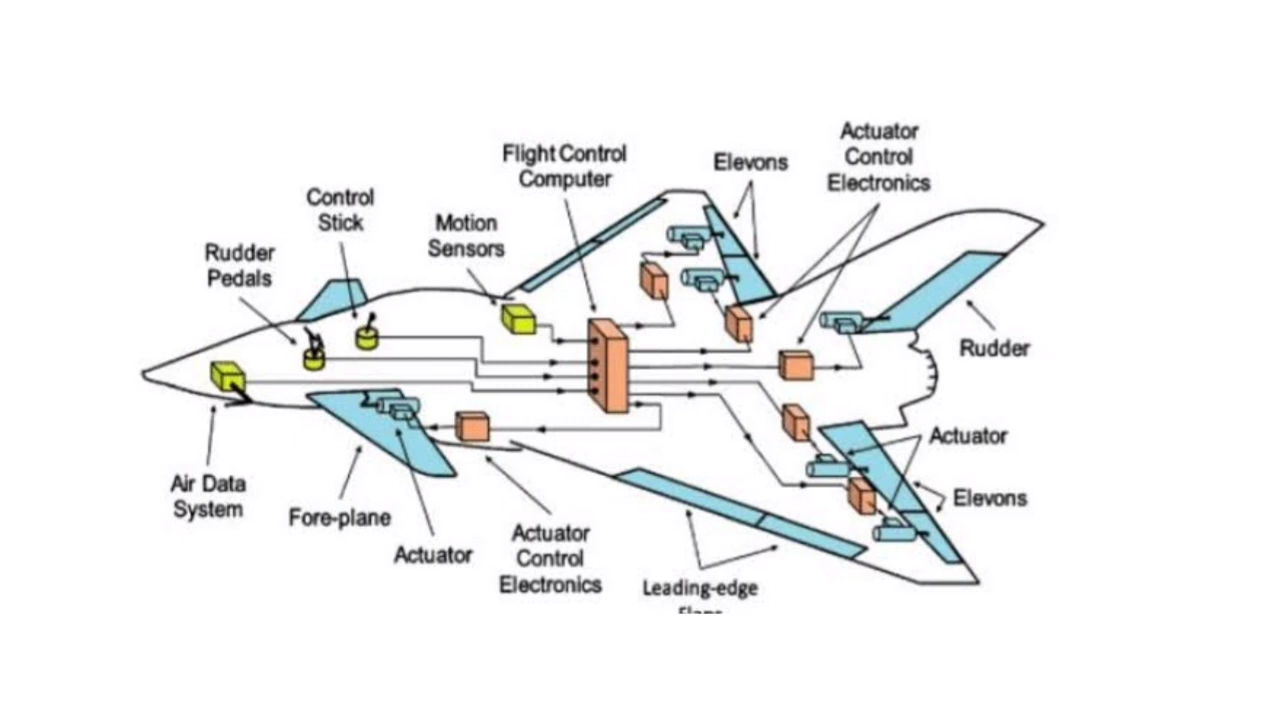 Actuator
Control
Electronics
Flight Control
Computer
Elevons
Control
Stick
Motion
Sensors
Rudder
Pedals
Rudder
Actuator
Air Data
System
Elevons
Fore-plane
Actuator
Actuator
Control
Electronics
Leading-edge